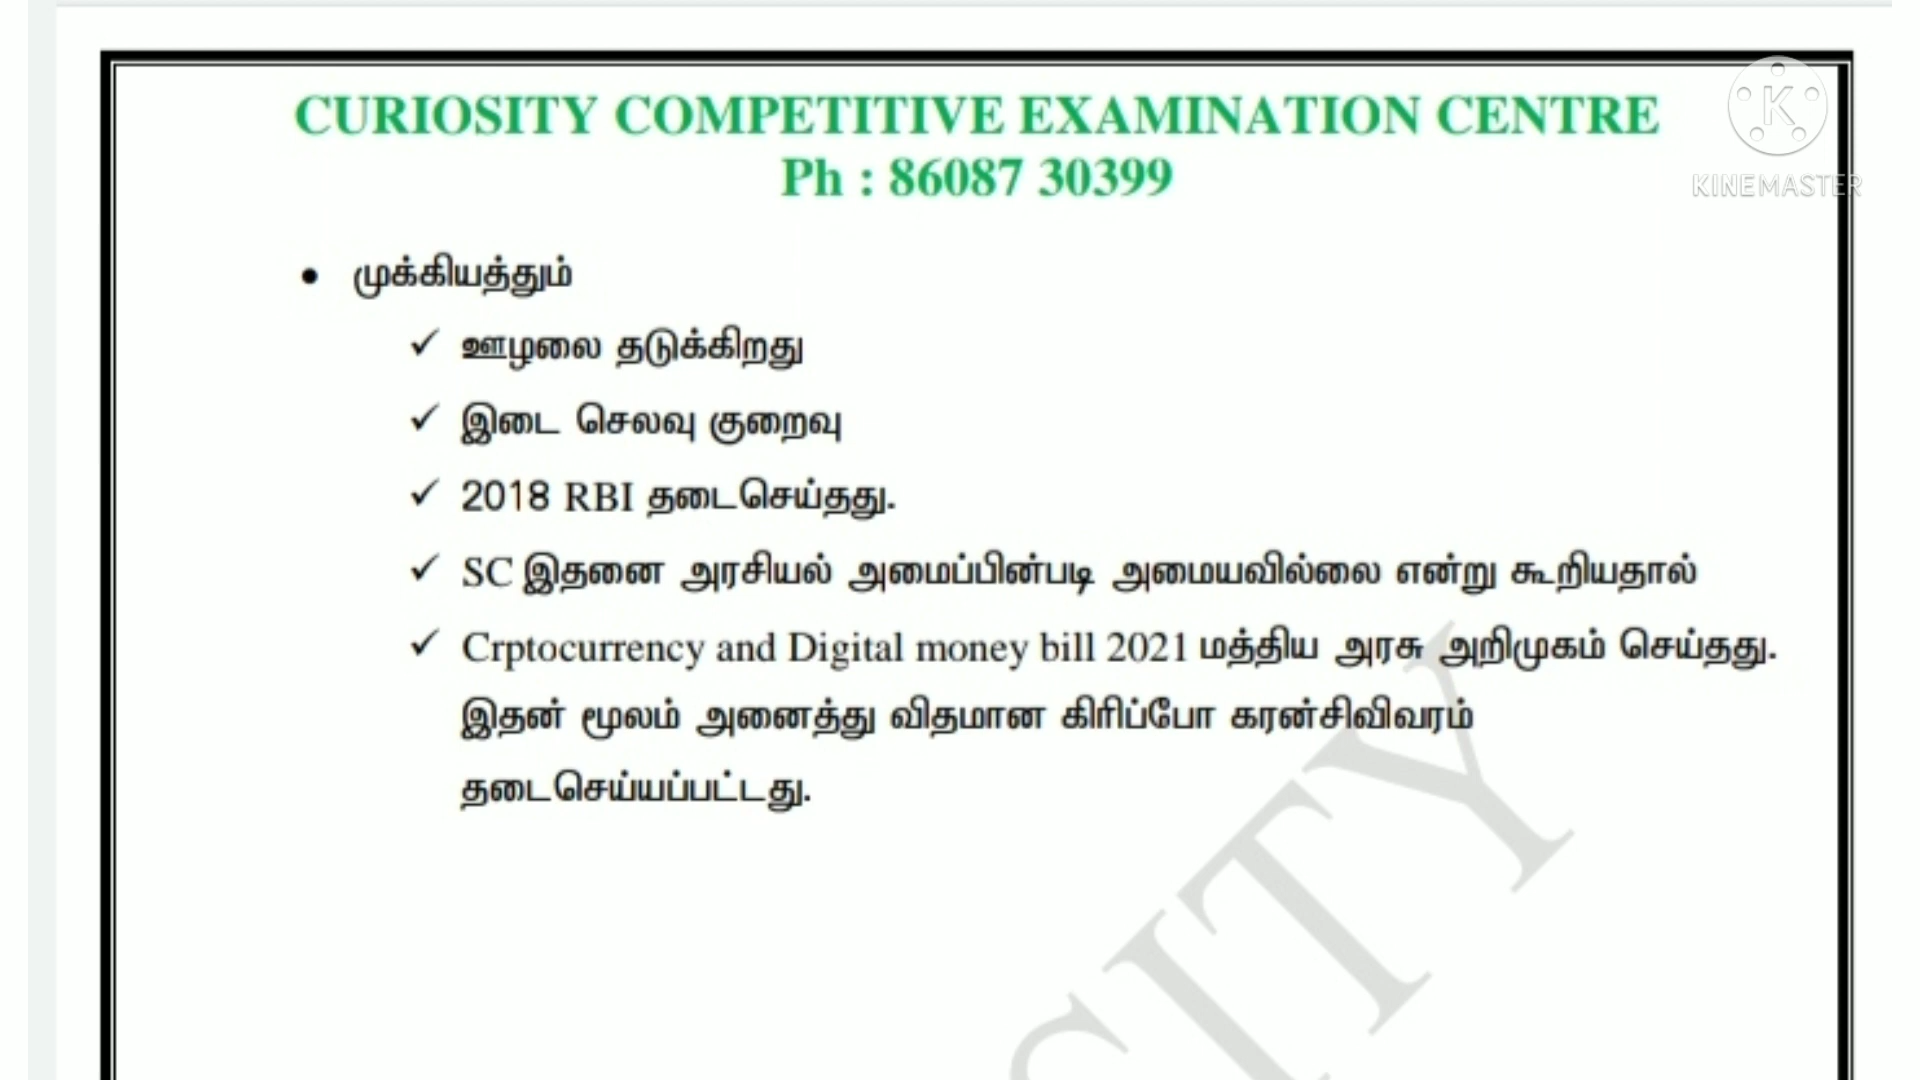 CURIOSITY COMPETITIVE EXAMINATION CENTRE
Ph : 86087 30399
KINEMASTER
• முக்கியத்தும்
✓ ஊழலை தடுக்கிறது
✓ இடை செலவு குறைவு
✓ 2018 RBI தடைசெய்தது.
✓ SC இதனை அரசியல் அமைப்பின்படி அமையவில்லை என்று கூறியதால்
✓ Crptocurrency and Digital money bill 2021 மத்திய அரசு அறிமுகம் செய்தது.
இதன் மூலம் அனைத்து விதமான கிரிப்போ கரன்சிவிவரம்
தடைசெய்யப்பட்டது.
SITY